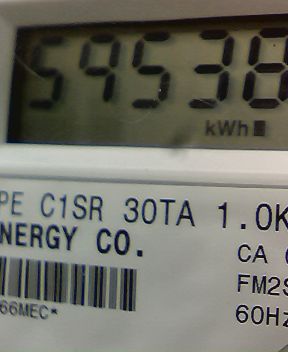 59538
kWh
PE C1SR 30TA 1.0K
NERGY CO.
CA
FM2S
66MEC*
60Hz